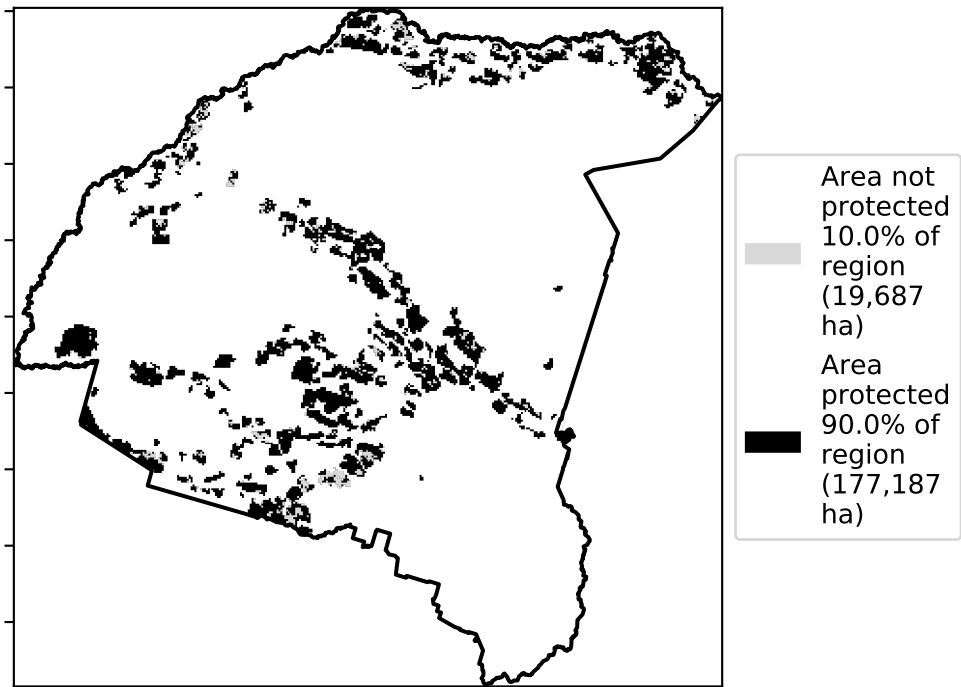 Area not
protected
10.0% of
region
(19,687
ha)
Area
protected
90.0% of
region
(177,187
ha)